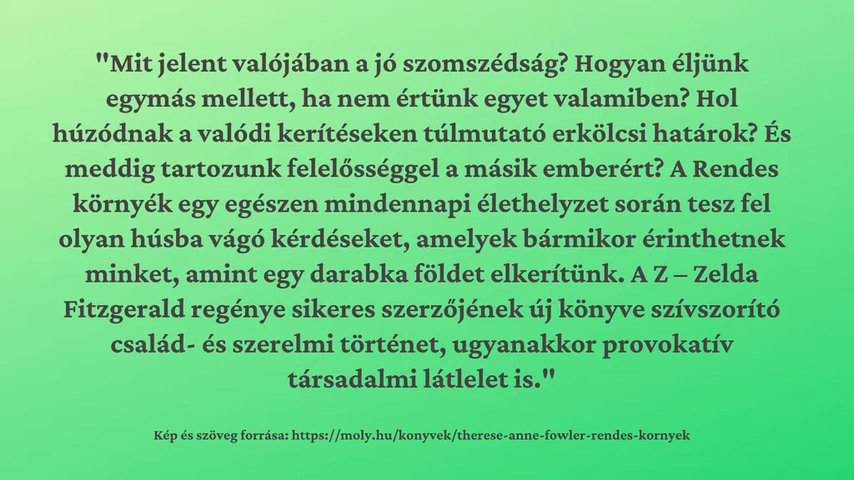 "Mit jelent valójában a jó szomszédság? Hogyan éljünk
egymás mellett, ha nem értünk egyet valamiben? Hol
húzódnak a valódi kerítéseken túlmutató erkölcsi határok? És
meddig tartozunk felelősséggel a másik emberért? A Rendes
környék egy egészen mindennapi élethelyzet során tesz fel
olyan húsba vágó kérdéseket, amelyek bármikor érinthetnek
minket, amint egy darabka földet elkerítünk. A Z – Zelda
Fitzgerald regénye sikeres szerzőjének új könyve szívszorító
család- és szerelmi történet, ugyanakkor provokatív
társadalmi látlelet is."
Kép és szöveg forrása: https://moly.hu/konyvek/therese-anne-fowler-rendes-kornyek